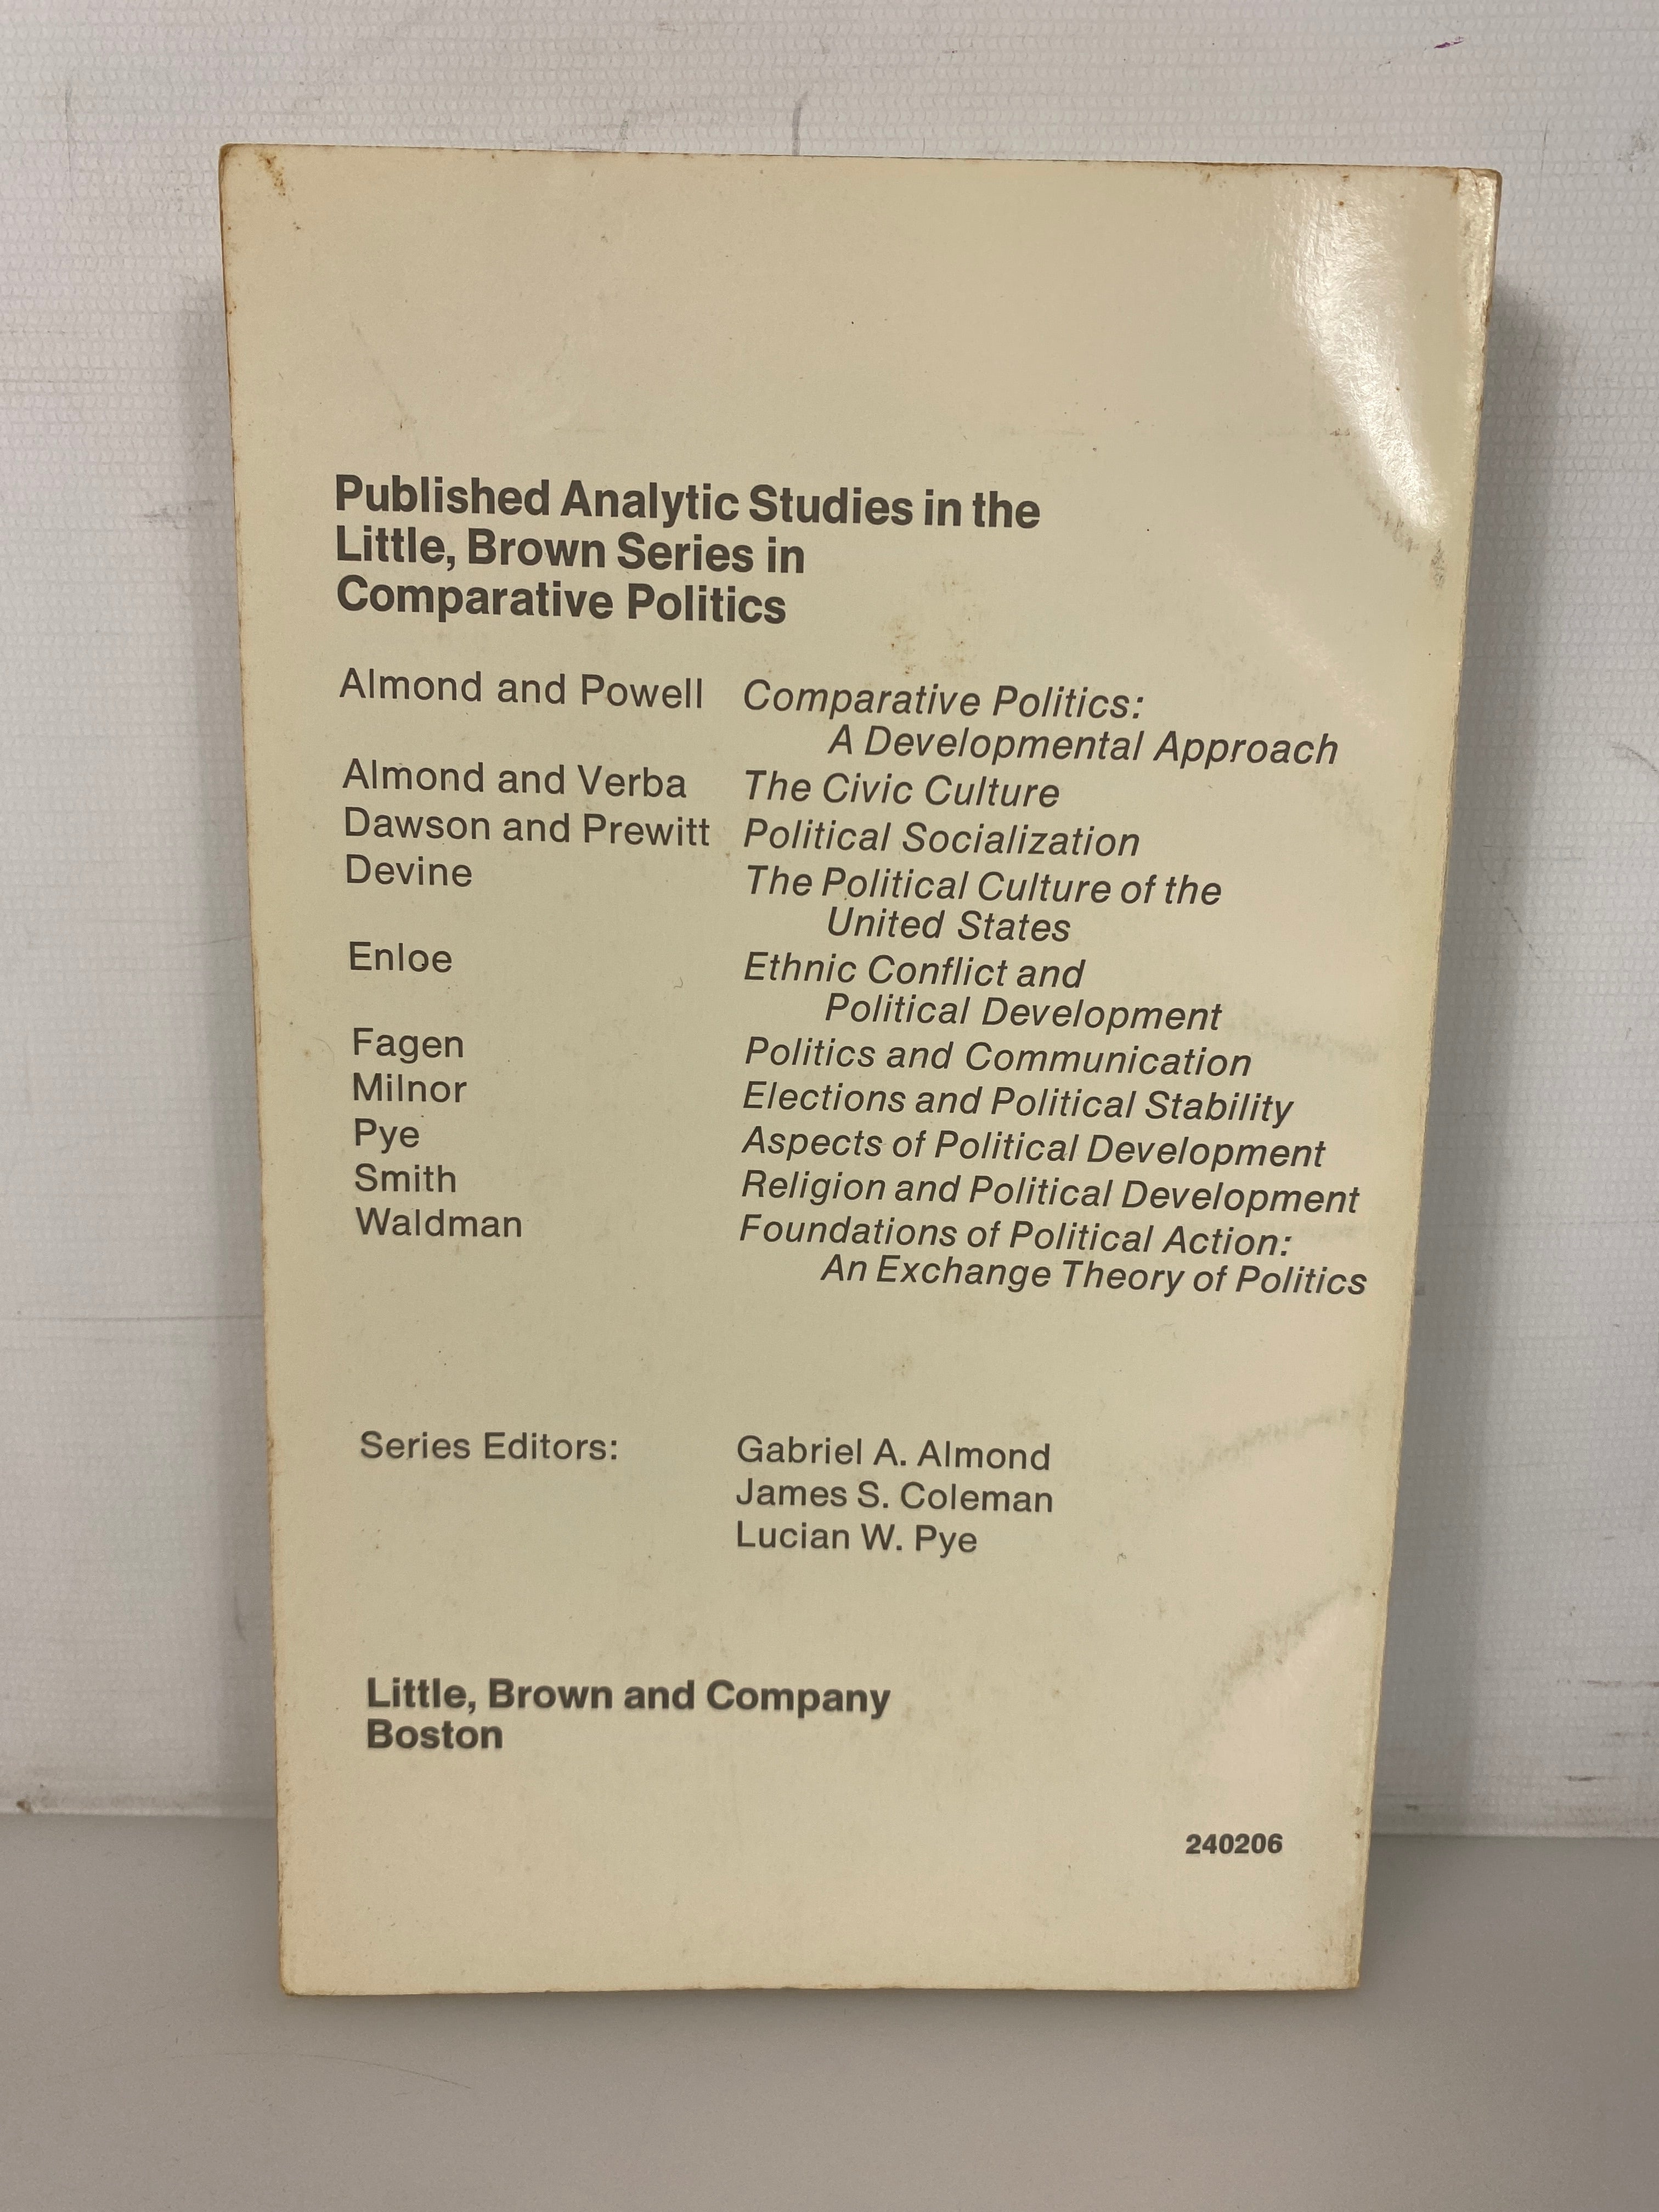 Published Analytic Studies in the
Little, Brown Series in
Comparative Politics
Almond and Powell Comparative Politics:
A Developmental Approach
Almond and Verba The Civic Culture
Dawson and Prewitt Political Socialization
Devine The Political Culture of the
United States
Enloe Ethnic Conflict and
Political Development
Fagen Politics and Communication
Milnor Elections and Political Stability
Pye Aspects of Political Development
Smith Religion and Political Development
Waldman Foundations of Political Action:
An Exchange Theory of Politics
Series Editors: Gabriel A. Almond
James S. Coleman
Lucian W. Pye
Little, Brown and Company
Boston
240206